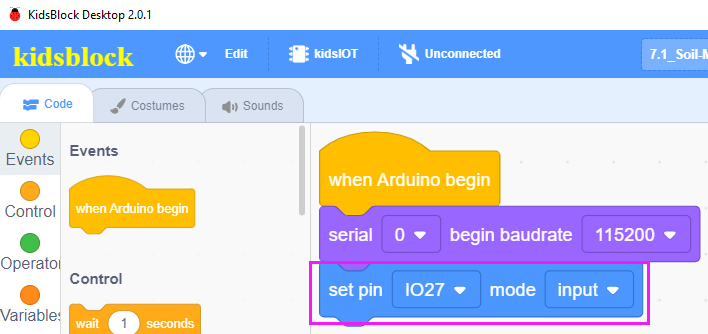 KidsBlock Desktop 2.0.1
kidsblock Edit kidsIOT Unconnected 7.1_Soil-M
Code Costumes Sounds
Events
Control
Operator
Variables
Events
when Arduino begin
Control
wait 1 seconds
when Arduino begin
serial 0 begin baudrate 115200
set pin IO27 mode input